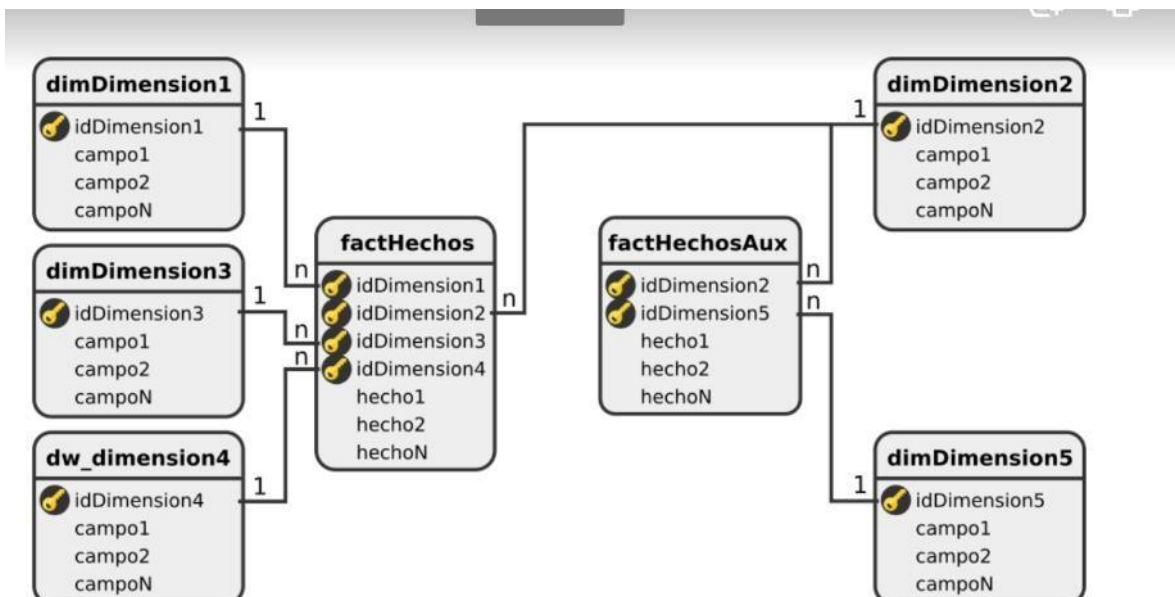 dimDimension1
idDimension1
campo1
campo2
campoN
1
dimDimension3
idDimension3
campo1
campo2
campoN
1
dw_dimension4
idDimension4
campo1
campo2
campoN
1
factHechos
n
idDimension1
idDimension2
n
n
idDimension3
n
idDimension4
hecho1
hecho2
hechoN
factHechosAux
idDimension2
n
idDimension5
n
hecho1
hecho2
hechoN
dimDimension2
1
idDimension2
campo1
campo2
campoN
dimDimension5
1
idDimension5
campo1
campo2
campoN